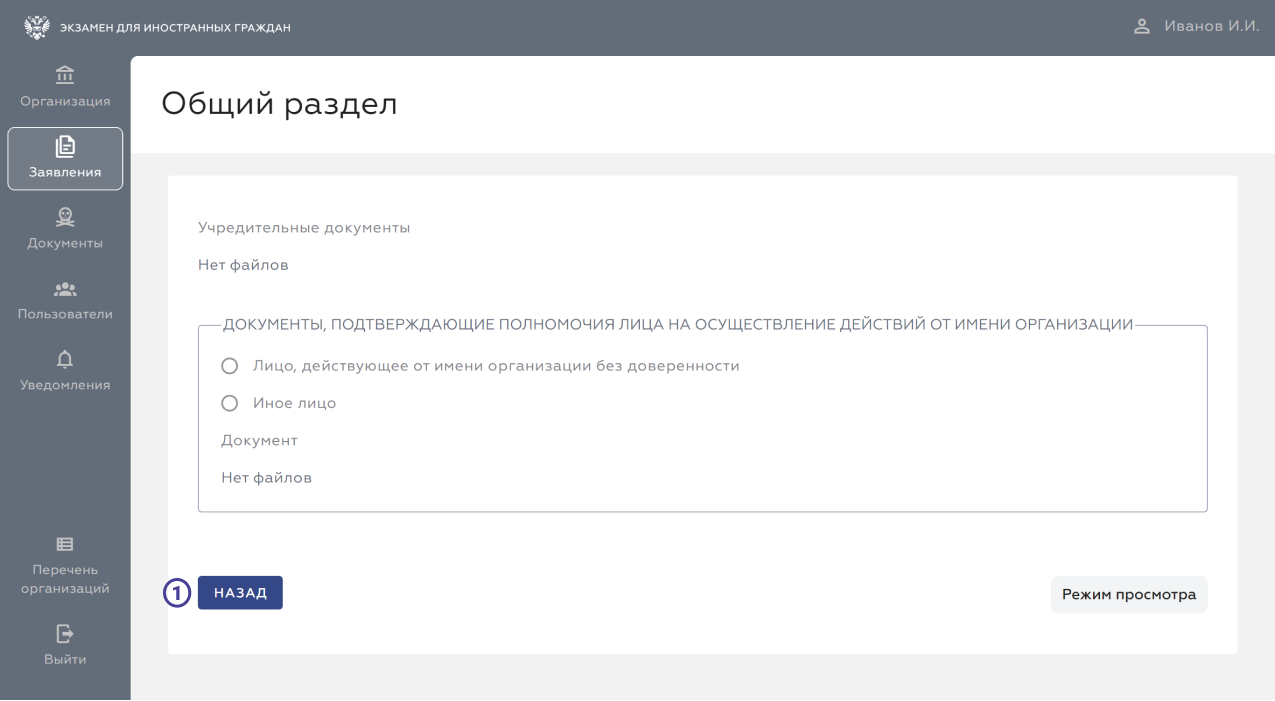 ЭКЗАМЕН ДЛЯ ИНОСТРАННЫХ ГРАЖДАН
Иванов И.И.
Организация
Заявления
Документы
Пользователи
Уведомления
Перечень
организаций
Выйти
Общий раздел
Учредительные документы
Нет файлов
ДОКУМЕНТЫ, ПОДТВЕРЖДАЮЩИЕ ПОЛНОМОЧИЯ ЛИЦА НА ОСУЩЕСТВЛЕНИЕ ДЕЙСТВИЙ ОТ ИМЕНИ ОРГАНИЗАЦИИ
Лицо, действующее от имени организации без доверенности
Иное лицо
Документ
Нет файлов
1 НАЗАД
Режим просмотра